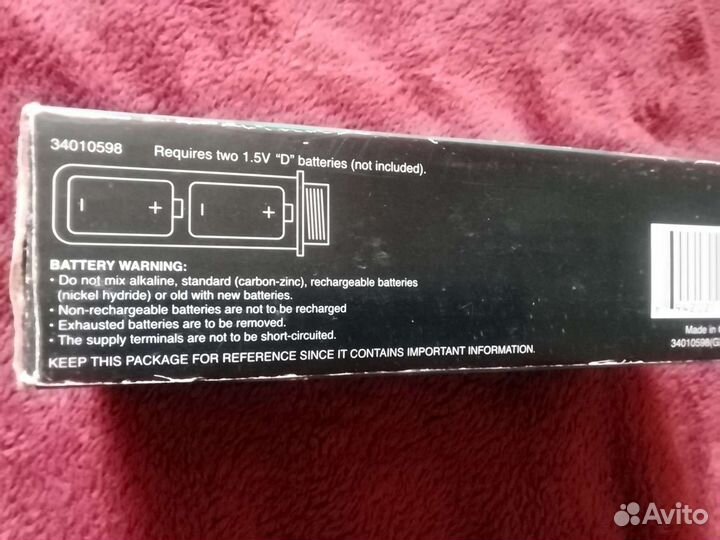 34010598
Requires two 1.5V "D" batteries (not included).
- + - +
BATTERY WARNING:
• Do not mix alkaline, standard (carbon-zinc), rechargeable batteries
(nickel hydride) or old with new batteries.
• Non-rechargeable batteries are not to be recharged
• Exhausted batteries are to be removed.
• The supply terminals are not to be short-circuited.
KEEP THIS PACKAGE FOR REFERENCE SINCE IT CONTAINS IMPORTANT INFORMATION.
Made in
34010598(G
Avito